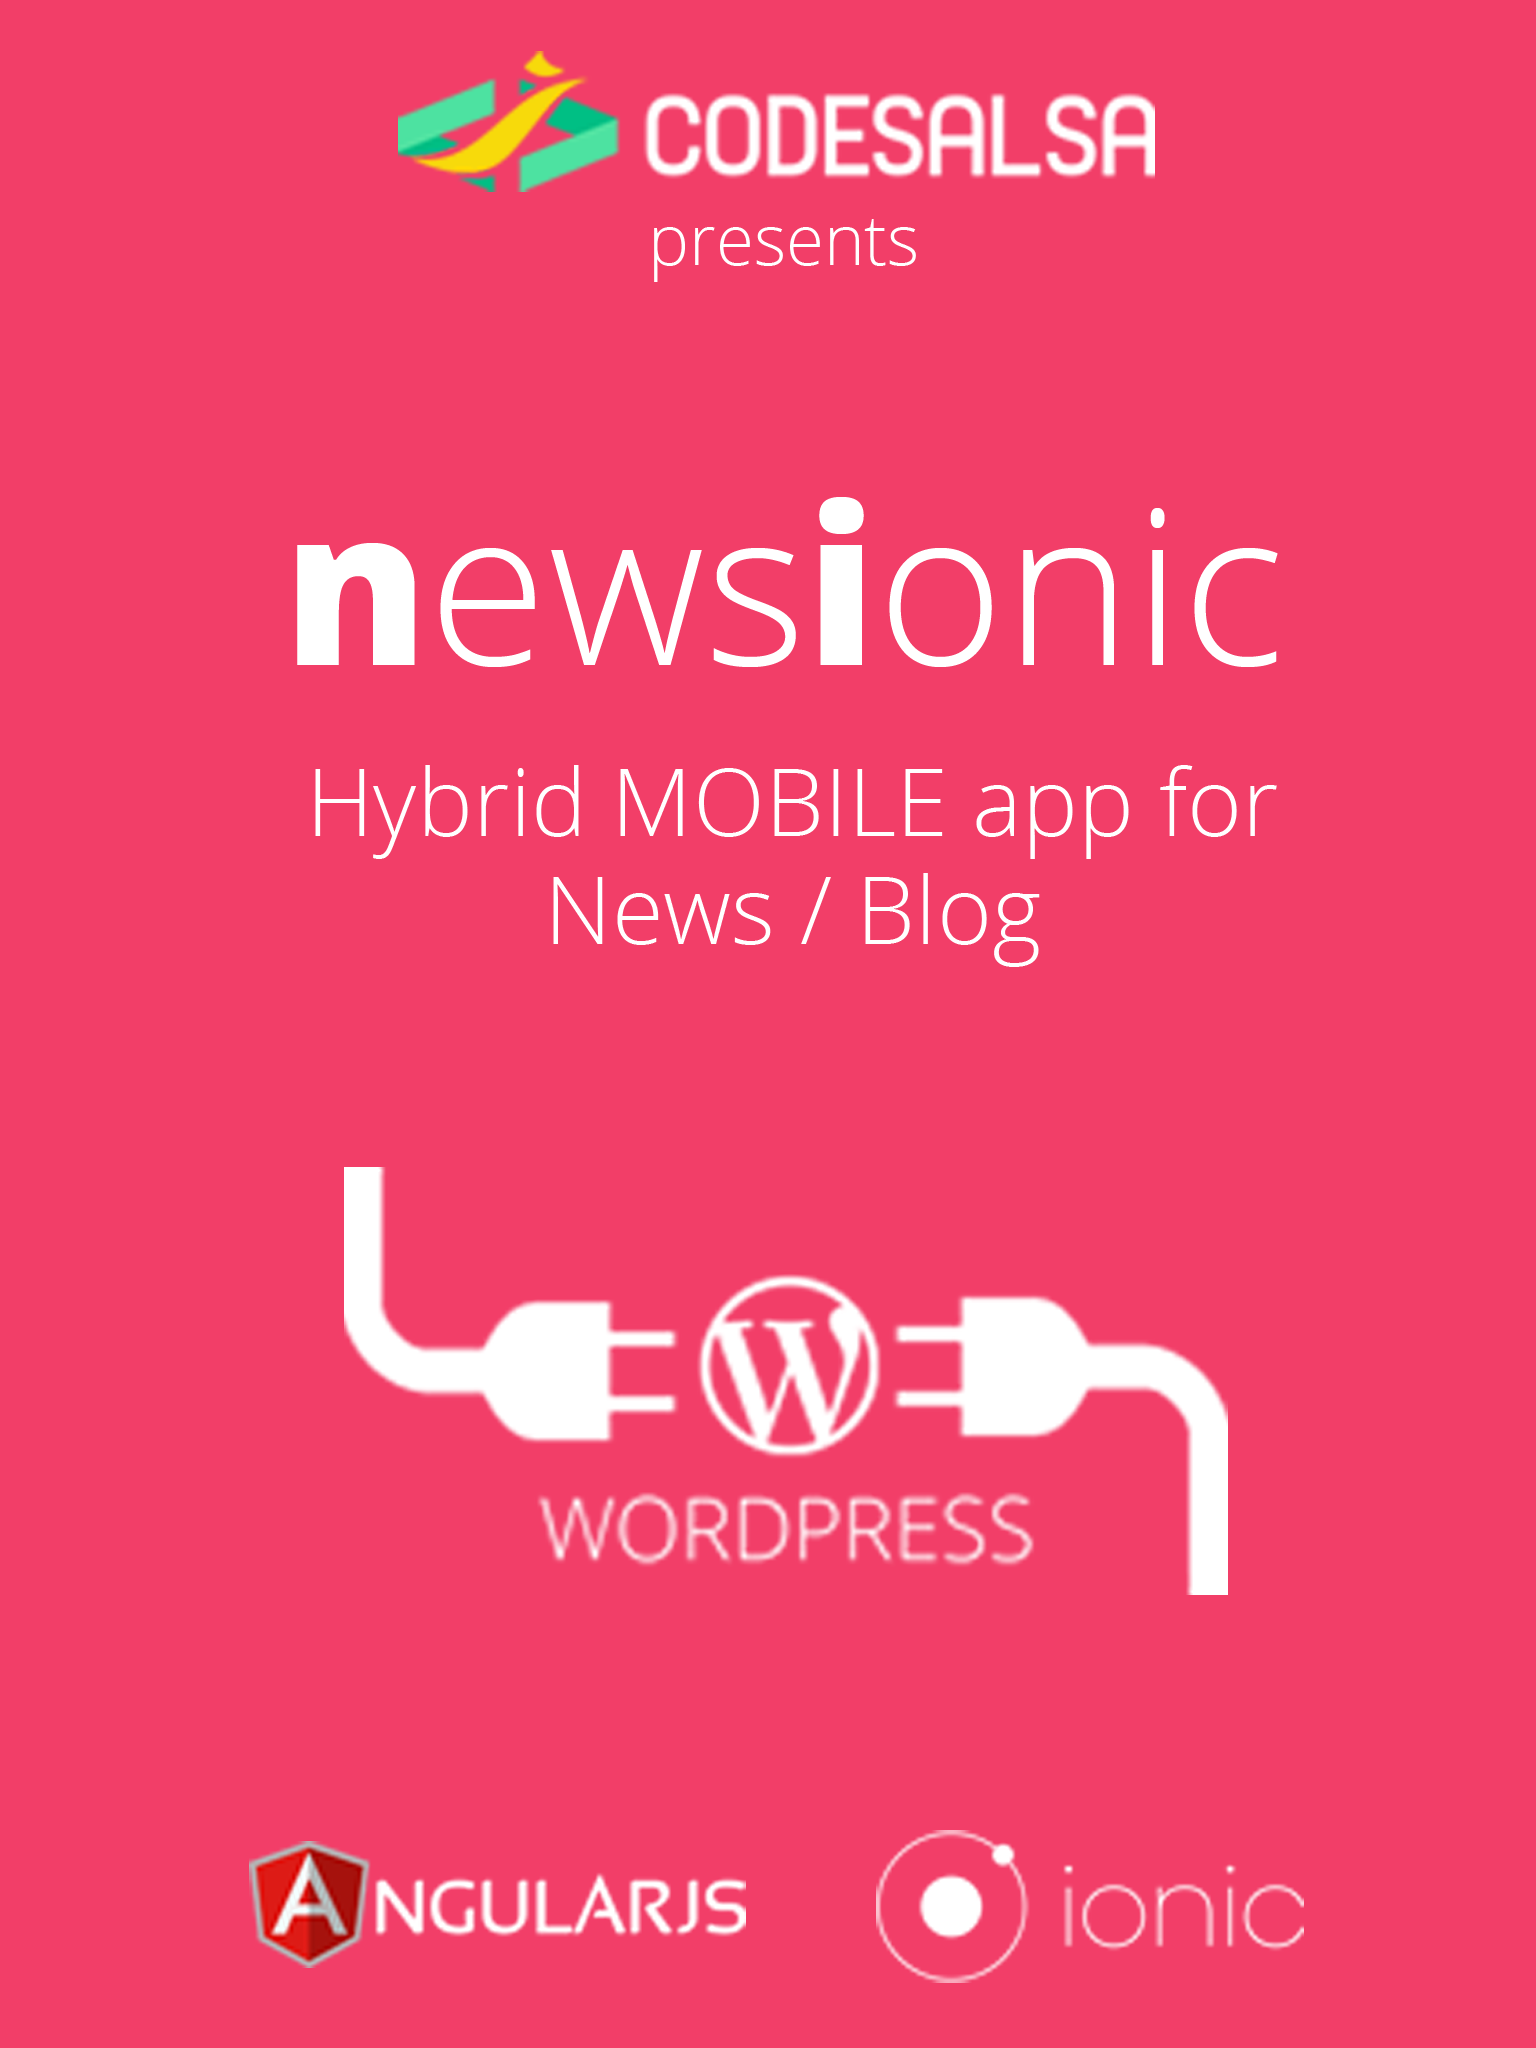 CODESALSA
presents
newsionic
Hybrid MOBILE app for
News / Blog
W
WORDPRESS
ANGULARJS
ionic